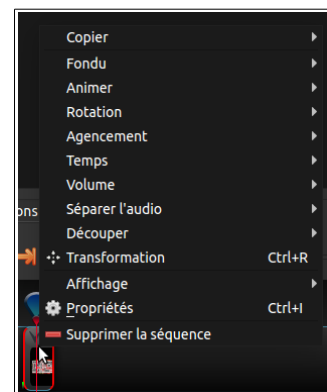 Copier
Fondu
Animer
Rotation
Agencement
Temps
Volume
ons
Séparer l'audio
Découper
Transformation Ctrl+R
Affichage
Propriétés Ctrl+I
Supprimer la séquence